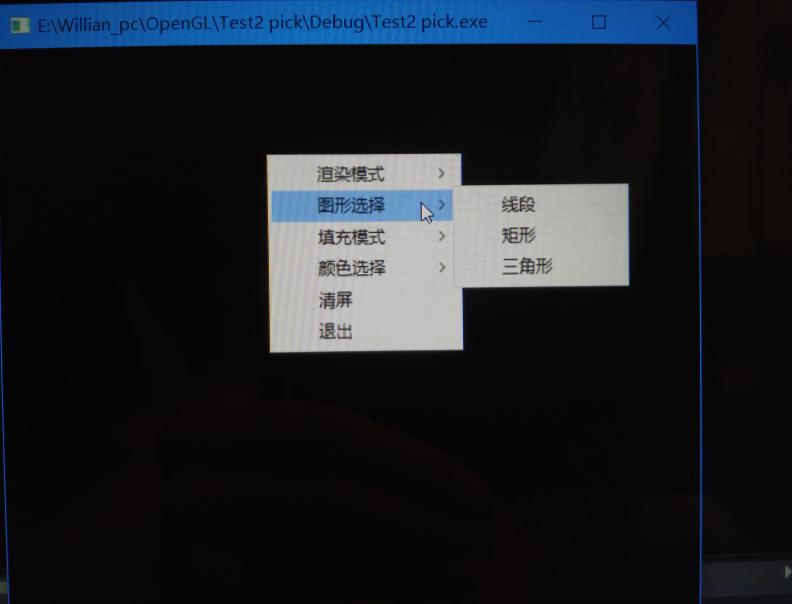 E:\Willian_pc\OpenGL\Test2 pick\Debug\Test2 pick.exe
渲染模式
图形选择
填充模式
颜色选择
清屏
退出
线段
矩形
三角形